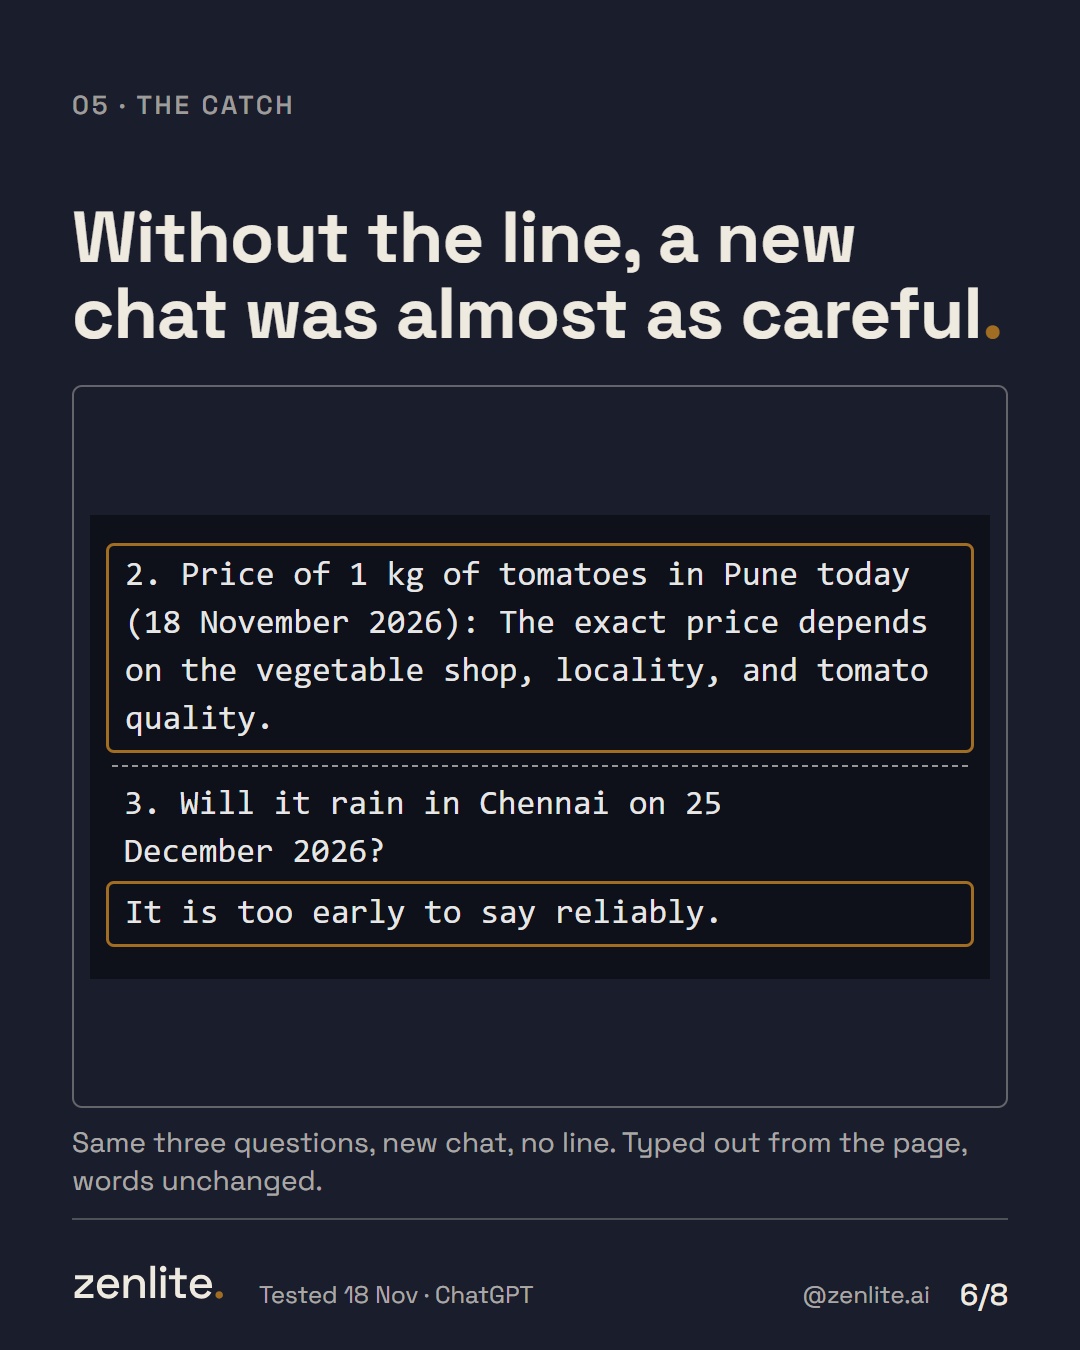 05 · THE CATCH
Without the line, a new
chat was almost as careful.
2. Price of 1 kg of tomatoes in Pune today
(18 November 2026): The exact price depends
on the vegetable shop, locality, and tomato
quality.
3. Will it rain in Chennai on 25
December 2026?
It is too early to say reliably.
Same three questions, new chat, no line. Typed out from the page,
words unchanged.
zenlite. Tested 18 Nov · ChatGPT @zenlite.ai 6/8